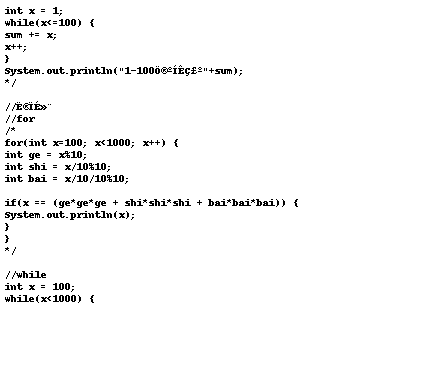 int x = 1;
while(x<=100) {
sum += x;
x++;
}
System.out.println("1-100Ö®ºÍÊÇ£º"+sum);
*/
//Ë®ÏÉ»¨
//for
/*
for(int x=100; x<1000; x++) {
int ge = x%10;
int shi = x/10%10;
int bai = x/10/10%10;
if(x == (ge*ge*ge + shi*shi*shi + bai*bai*bai)) {
System.out.println(x);
}
}
*/
//while
int x = 100;
while(x<1000) {